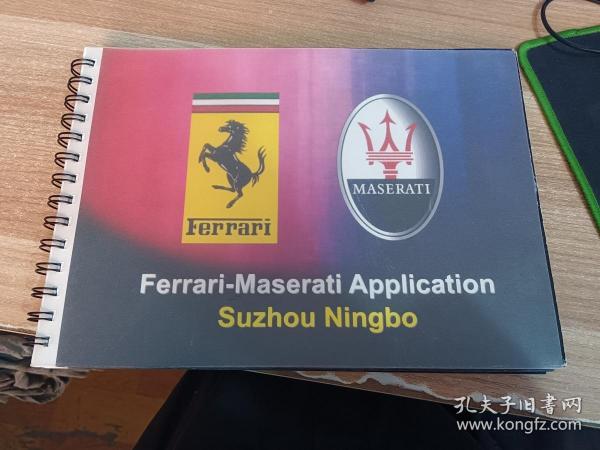 Ferrari
MASERATI
Ferrari-Maserati Application
Suzhou Ningbo
孔夫子旧书网
www.kongfz.com